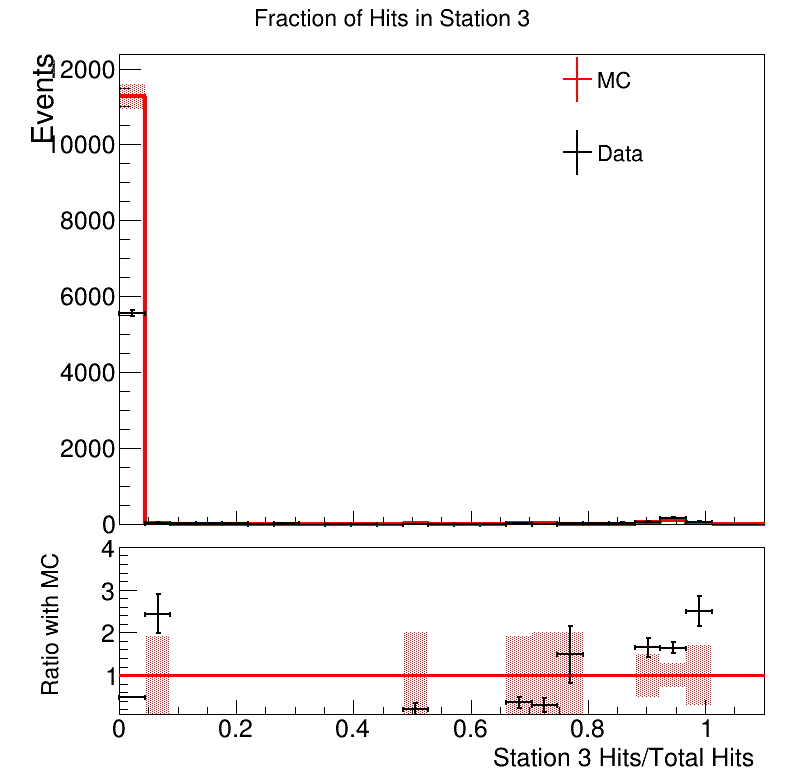 Fraction of Hits in Station 3
Events
12000
10000
8000
6000
4000
2000
0
MC
Data
Ratio with MC
4
3
2
1
0
0.2
0.4
0.6
0.8
1
Station 3 Hits/Total Hits